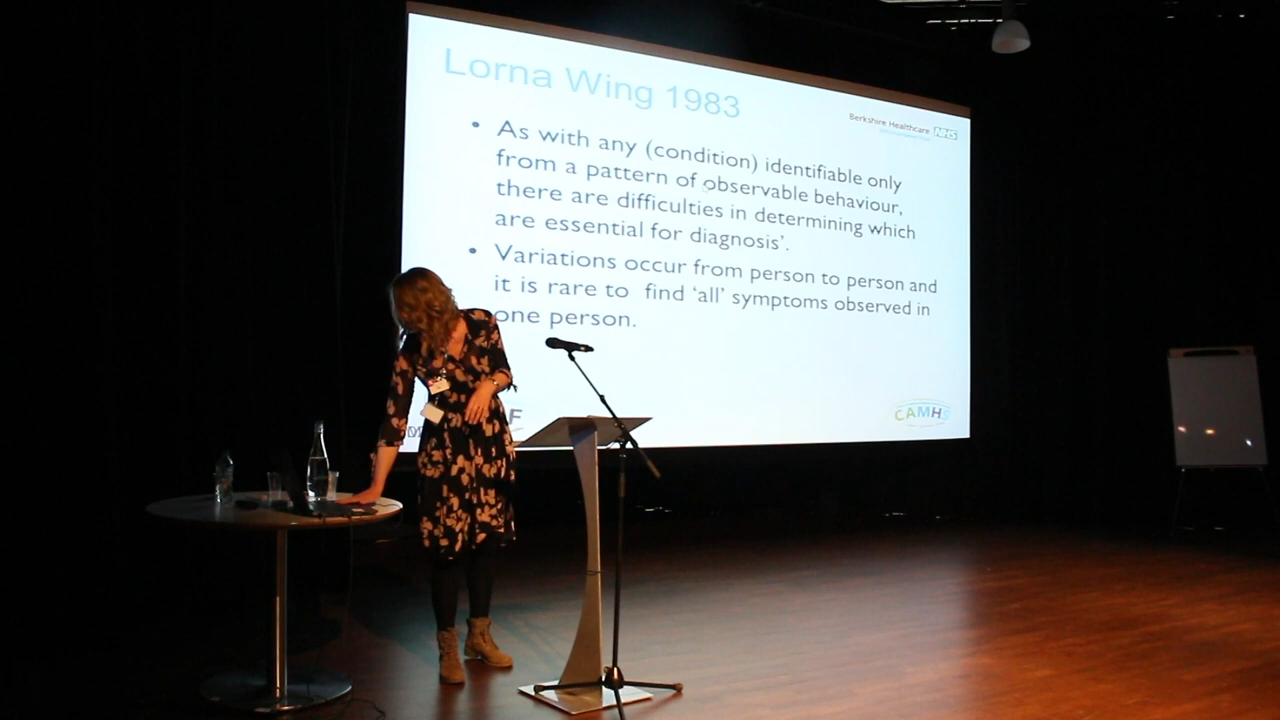 Lorna Wing 1983
Berkshire Healthcare NHS
• As with any (condition) identifiable only
from a pattern of observable behaviour,
there are difficulties in determining which
are essential for diagnosis’.
• Variations occur from person to person and
it is rare to find ‘all’ symptoms observed in
one person.
CAMHS